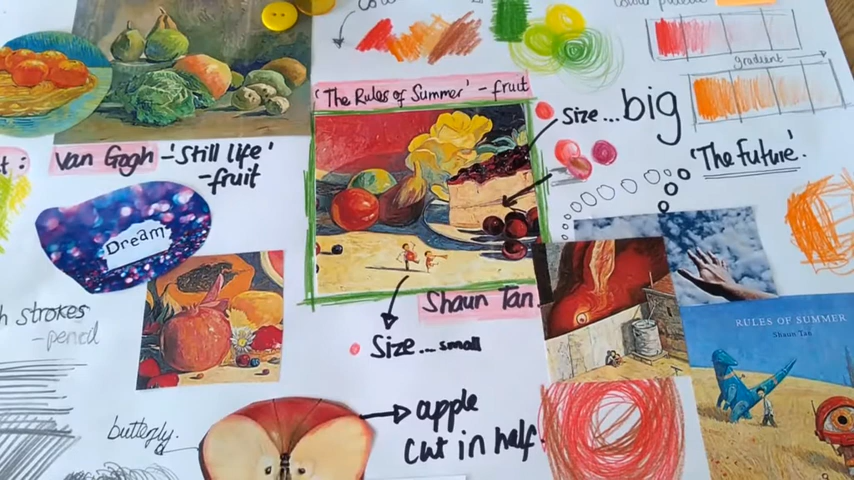 gradient
'The Rules of Summer' - fruit
Size...big
Van Gogh - 'Still life'
- fruit
'The future'.
Dream
Shaun Tan
strokes
- pencil
Size...small
RULES OF SUMMER
Shaun Tan
apple
cut in half
butterfly.